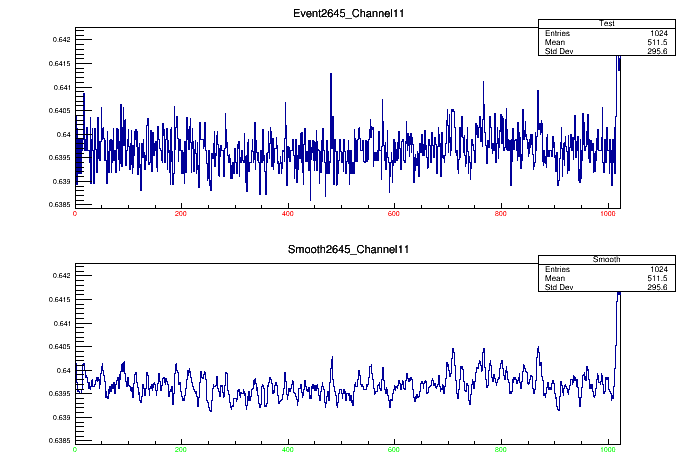 Event2645_Channel11
Test
Entries 1024
Mean 511.5
Std Dev 295.6
0.642
0.6415
0.641
0.6405
0.64
0.6395
0.639
0.6385
0 200 400 600 800 1000
Smooth2645_Channel11
Smooth
Entries 1024
Mean 511.5
Std Dev 295.6
0.642
0.6415
0.641
0.6405
0.64
0.6395
0.639
0.6385
0 200 400 600 800 1000